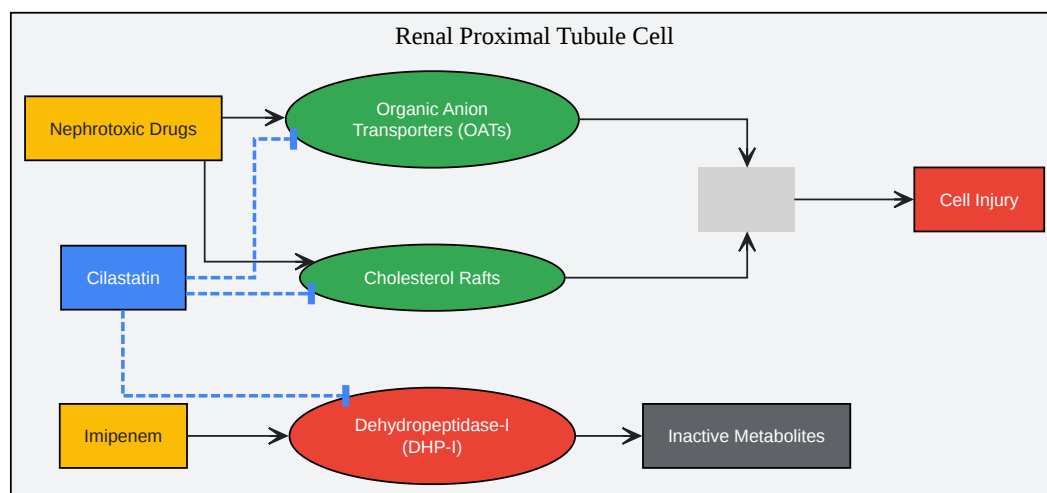 Renal Proximal Tubule Cell
Nephrotoxic Drugs
Organic Anion
Transporters (OATs)
Cell Injury
Cilastatin
Cholesterol Rafts
Imipenem
Dehydropeptidase-I
(DHP-I)
Inactive Metabolites